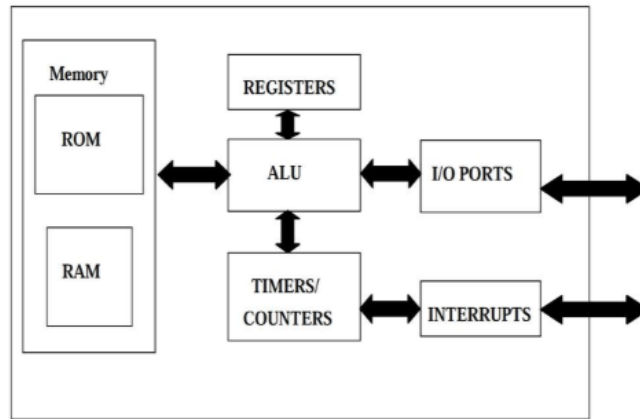 Memory
ROM
RAM
REGISTERS
ALU
TIMERS/
COUNTERS
I/O PORTS
INTERRUPTS